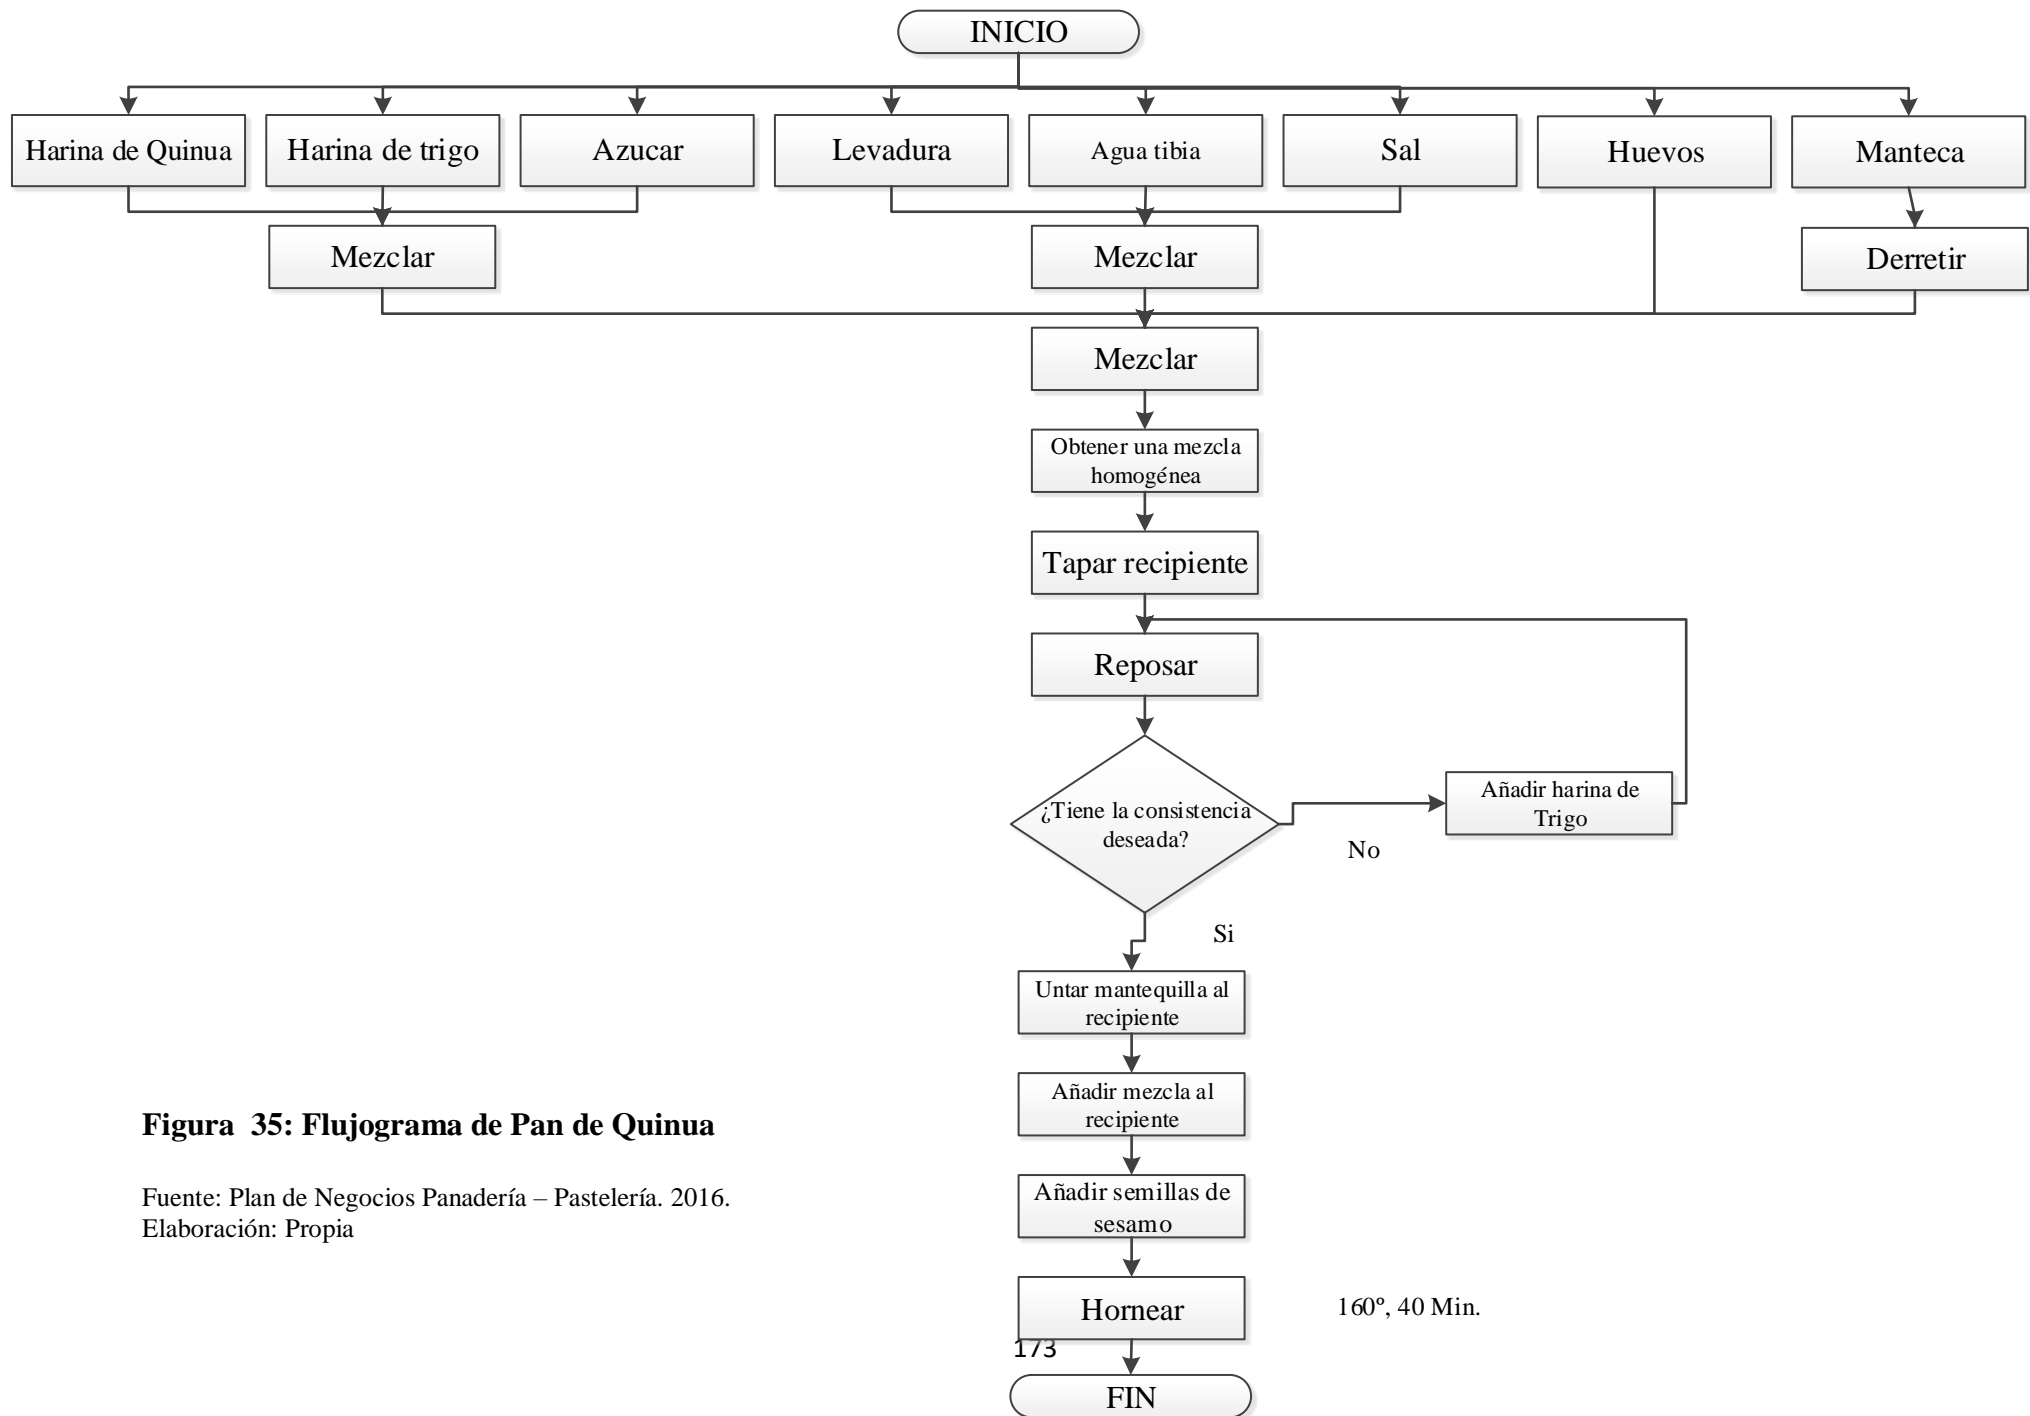 INICIO
Harina de Quinua
Harina de trigo
Azucar
Levadura
Agua tibia
Sal
Huevos
Manteca
Mezclar
Mezclar
Derretir
Mezclar
Obtener una mezcla
homogénea
Tapar recipiente
Reposar
¿Tiene la consistencia
deseada?
No
Añadir harina de
Trigo
Si
Untar mantequilla al
recipiente
Añadir mezcla al
recipiente
Añadir semillas de
sesamo
Hornear
160º, 40 Min.
173
FIN
Figura  35: Flujograma de Pan de Quinua
Fuente: Plan de Negocios Panadería – Pastelería. 2016.
Elaboración: Propia